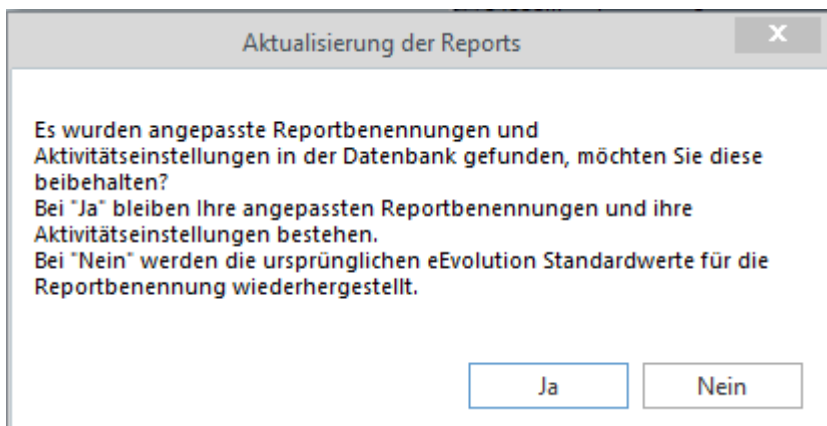 Aktualisierung der Reports
X
Es wurden angepasste Reportbenennungen und
Aktivitätseinstellungen in der Datenbank gefunden, möchten Sie diese
beibehalten?
Bei "Ja" bleiben Ihre angepassten Reportbenennungen und ihre
Aktivitätseinstellungen bestehen.
Bei "Nein" werden die ursprünglichen eEvolution Standardwerte für die
Reportbenennung wiederhergestellt.
Ja
Nein